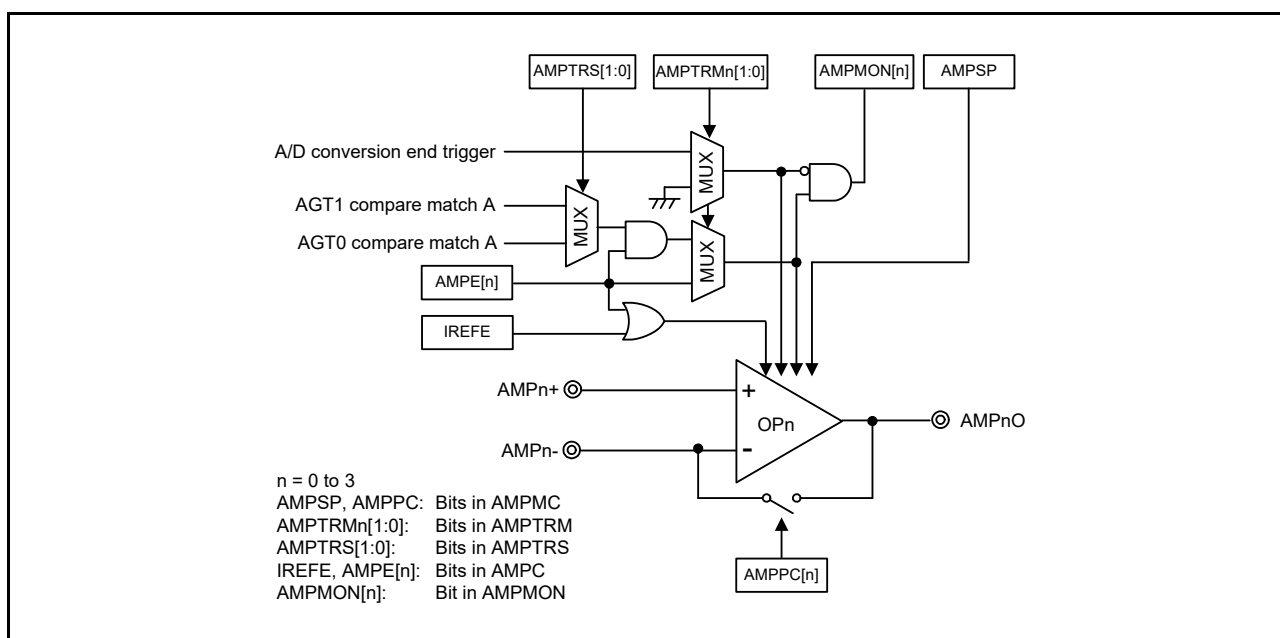 AMPTRS[1:0] AMPTRMn[1:0] AMPMON[n] AMPSP
A/D conversion end trigger
MUX
AGT1 compare match A
MUX
AGT0 compare match A
MUX
AMPE[n]
IREFE
AMPn+
+
OPn
AMPnO
AMPn-
-
n = 0 to 3
AMPSP, AMPPC: Bits in AMPMC
AMPTRMn[1:0]: Bits in AMPTRM
AMPTRS[1:0]: Bits in AMPTRS
IREFE, AMPE[n]: Bits in AMPC
AMPMON[n]: Bit in AMPMON
AMPPC[n]